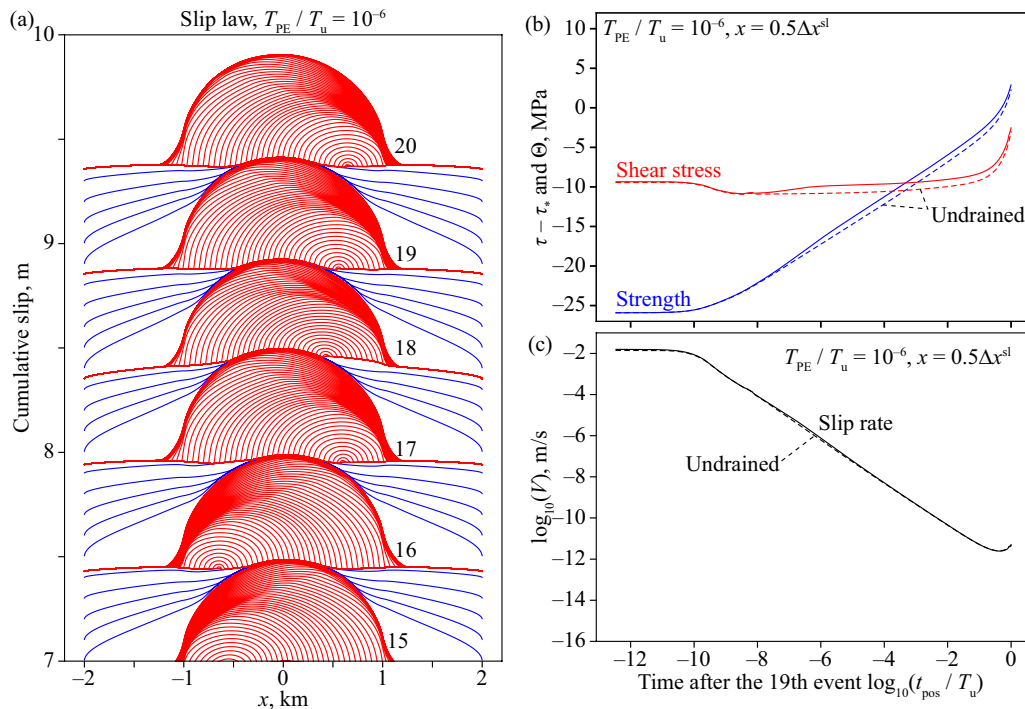 (a)
Slip law, T_PE / T_u = 10⁻⁶
10
9
8
7
Cumulative slip, m
20
19
18
17
16
15
−2
−1
0
1
2
x, km
(b)
T_PE / T_u = 10⁻⁶, x = 0.5Δx^sl
10
5
0
−5
−10
−15
−20
−25
τ − τ_* and Θ, MPa
Shear stress
Undrained
Strength
(c)
T_PE / T_u = 10⁻⁶, x = 0.5Δx^sl
−2
−4
−6
−8
−10
−12
−14
−16
log₁₀(V), m/s
Slip rate
Undrained
−12
−10
−8
−6
−4
−2
0
Time after the 19th event log₁₀(t_pos / T_u)